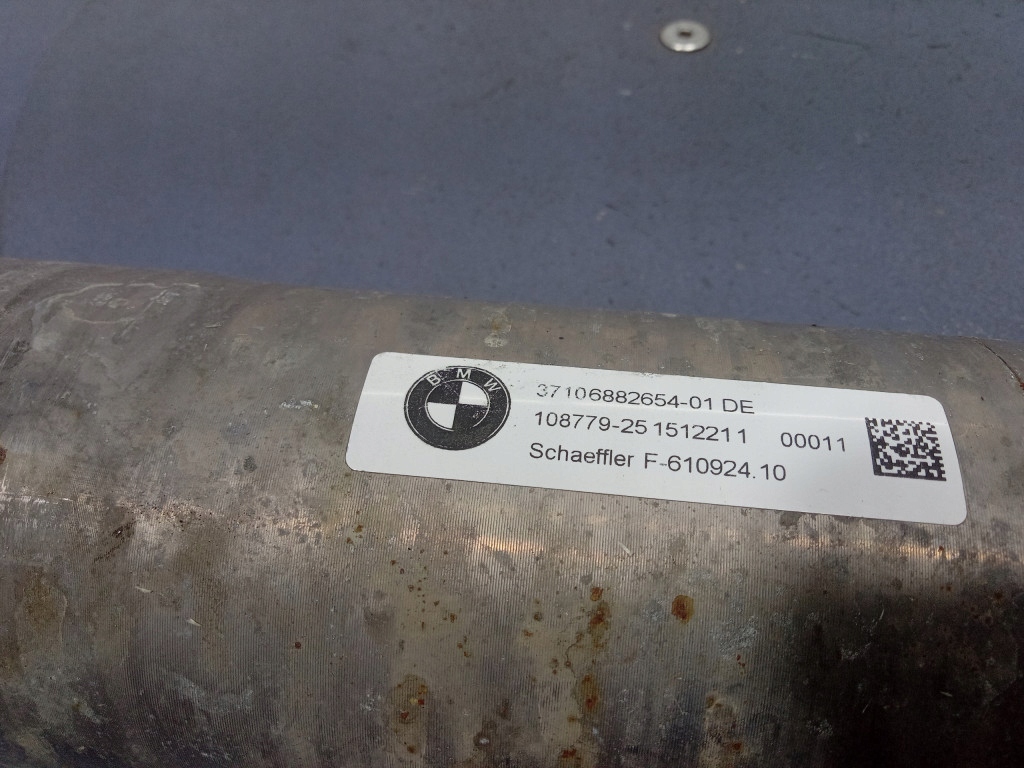 BMW
37106882654-01 DE
108779-25 1512211 00011
Schaeffler F-610924.10